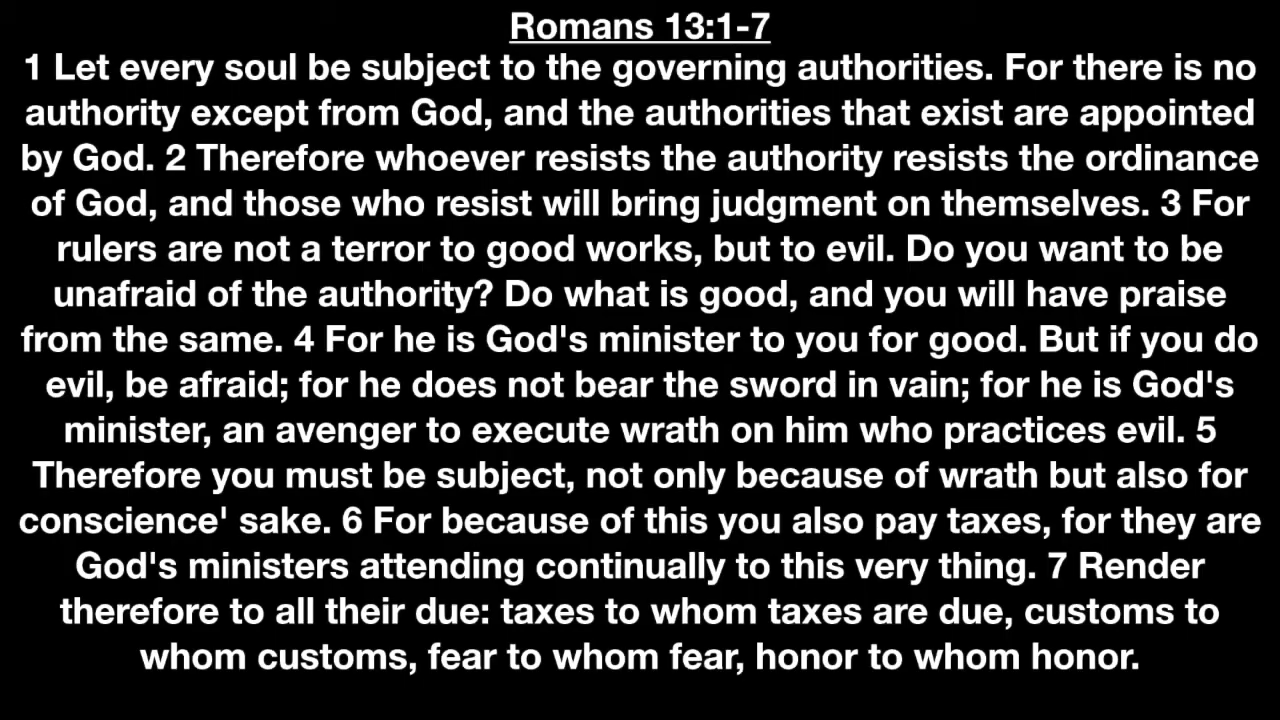 Romans 13:1-7
1 Let every soul be subject to the governing authorities. For there is no
authority except from God, and the authorities that exist are appointed
by God. 2 Therefore whoever resists the authority resists the ordinance
of God, and those who resist will bring judgment on themselves. 3 For
rulers are not a terror to good works, but to evil. Do you want to be
unafraid of the authority? Do what is good, and you will have praise
from the same. 4 For he is God's minister to you for good. But if you do
evil, be afraid; for he does not bear the sword in vain; for he is God's
minister, an avenger to execute wrath on him who practices evil. 5
Therefore you must be subject, not only because of wrath but also for
conscience' sake. 6 For because of this you also pay taxes, for they are
God's ministers attending continually to this very thing. 7 Render
therefore to all their due: taxes to whom taxes are due, customs to
whom customs, fear to whom fear, honor to whom honor.